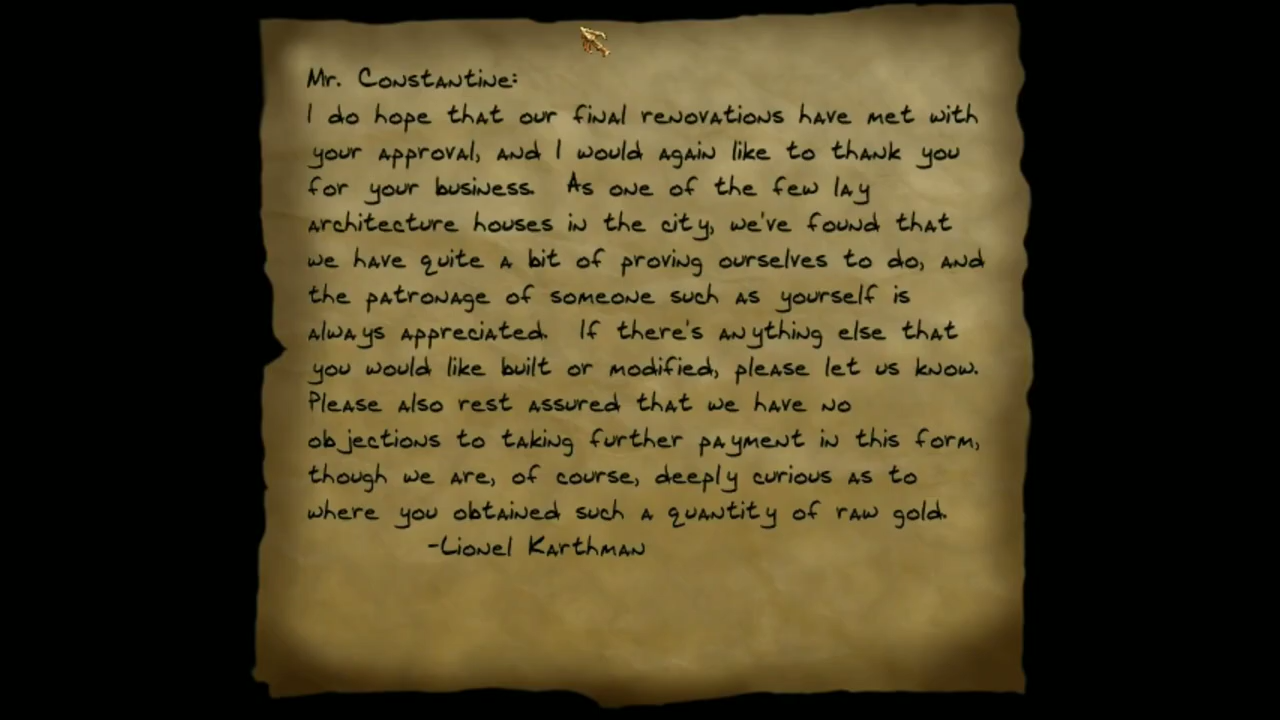 Mr. Constantine:
I do hope that our final renovations have met with
your approval, and I would again like to thank you
for your business. As one of the few lay
architecture houses in the city, we've found that
we have quite a bit of proving ourselves to do, and
the patronage of someone such as yourself is
always appreciated. If there's anything else that
you would like built or modified, please let us know.
Please also rest assured that we have no
objections to taking further payment in this form,
though we are, of course, deeply curious as to
where you obtained such a quantity of raw gold.
-Lionel Karthman